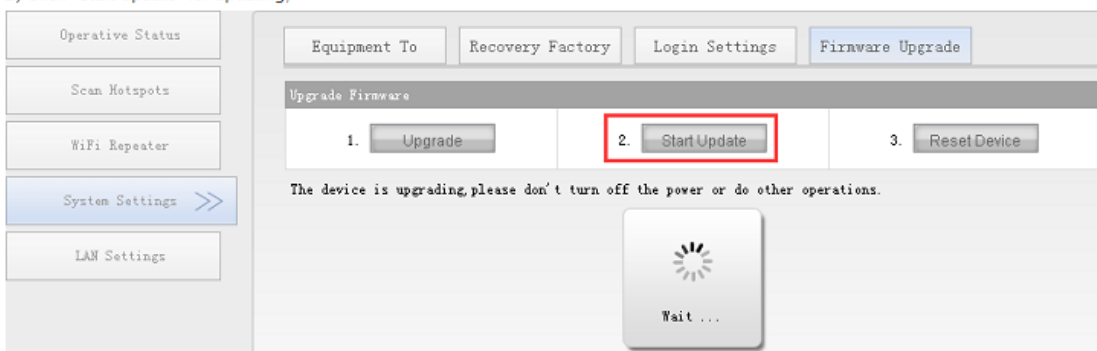 Operative Status
Equipment To Recovery Factory Login Settings Firmware Upgrade
Scan Hotspots
Upgrade Firmware
WiFi Repeater
1. Upgrade 2. Start Update 3. Reset Device
The device is upgrading,please don't turn off the power or do other operations.
System Settings >>
LAN Settings
Wait ...